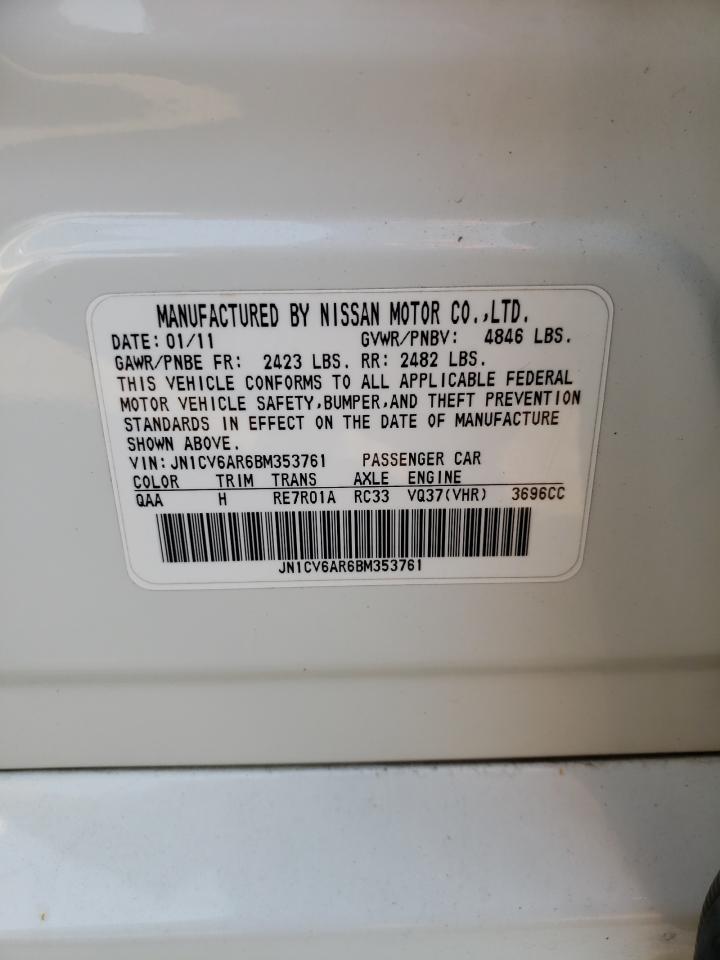 MANUFACTURED BY NISSAN MOTOR CO.,LTD.
DATE: 01/11 GVWR/PNBV: 4846 LBS.
GAWR/PNBE FR: 2423 LBS. RR: 2482 LBS.
THIS VEHICLE CONFORMS TO ALL APPLICABLE FEDERAL
MOTOR VEHICLE SAFETY,BUMPER,AND THEFT PREVENTION
STANDARDS IN EFFECT ON THE DATE OF MANUFACTURE
SHOWN ABOVE.
VIN:JN1CV6AR6BM353761 PASSENGER CAR
COLOR TRIM TRANS AXLE ENGINE
QAA H RE7R01A RC33 VQ37(VHR) 3696CC
JN1CV6AR6BM353761